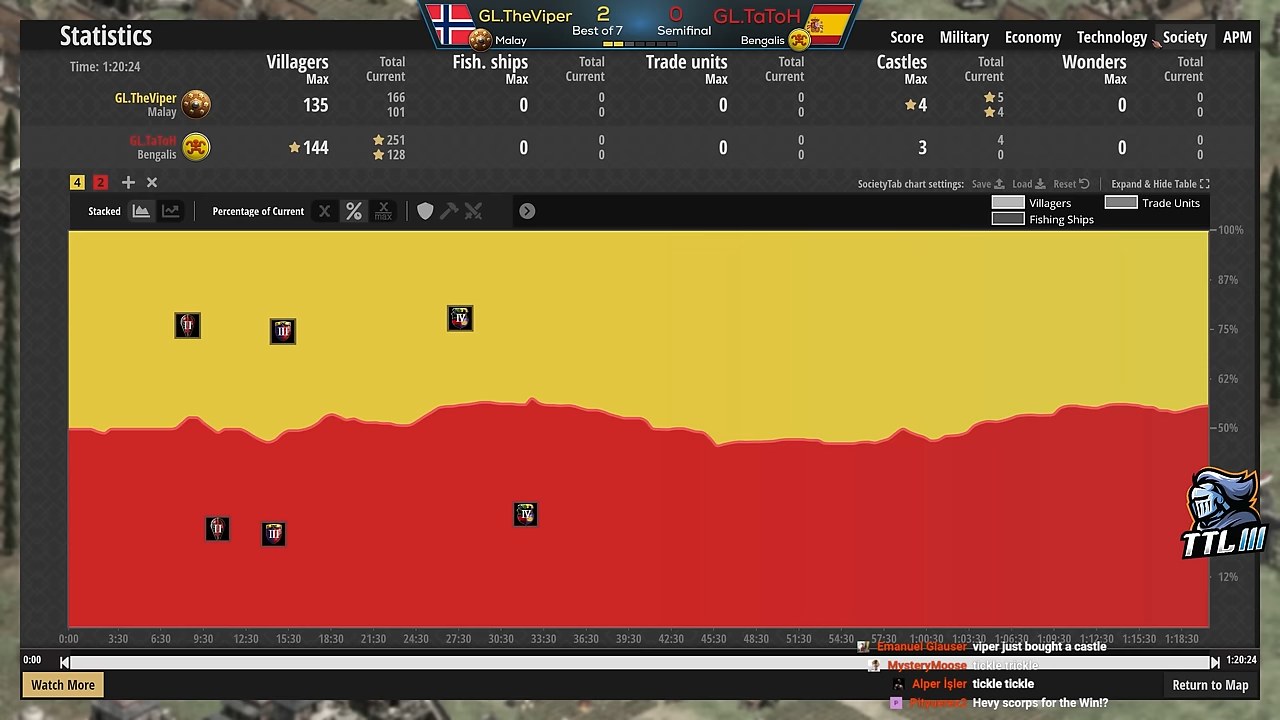 GL.TheViper 2 0 GL.TaToH
Best of 7 Semifinal
Malay Bengalis
Statistics
Score Military Economy Technology Society APM
Time: 1:20:24
Villagers Total Fish. ships Total Trade units Total Castles Total Wonders Total
Max Current Max Current Max Current Max Current Max Current
GL.TheViper
Malay
135 166 0 0 0 0 4 5 0 0
101 0 0 4 0
GL.TaToH
Bengalis
144 251 0 0 0 0 3 4 0 0
128 0 0 0 0
4 2
SocietyTab chart settings: Save Load Reset Expand & Hide Table
Stacked Percentage of Current X % X max
Villagers Trade Units
Fishing Ships
100%
87%
75%
62%
50%
12%
II III IV
II III IV
TTL III
0:00 3:30 6:30 9:30 12:30 15:30 18:30 21:30 24:30 27:30 30:30 33:30 36:30 39:30 42:30 45:30 48:30 51:30 54:30 57:30 1:00:30 1:03:30 1:06:30 1:09:30 1:12:30 1:15:30 1:18:30
Emanuel Glauser viper just bought a castle
0:00 1:20:24
MysteryMoose tickle trickle
Watch More Return to Map
Alper İşler tickle tickle
Hevy scorps for the Win!?